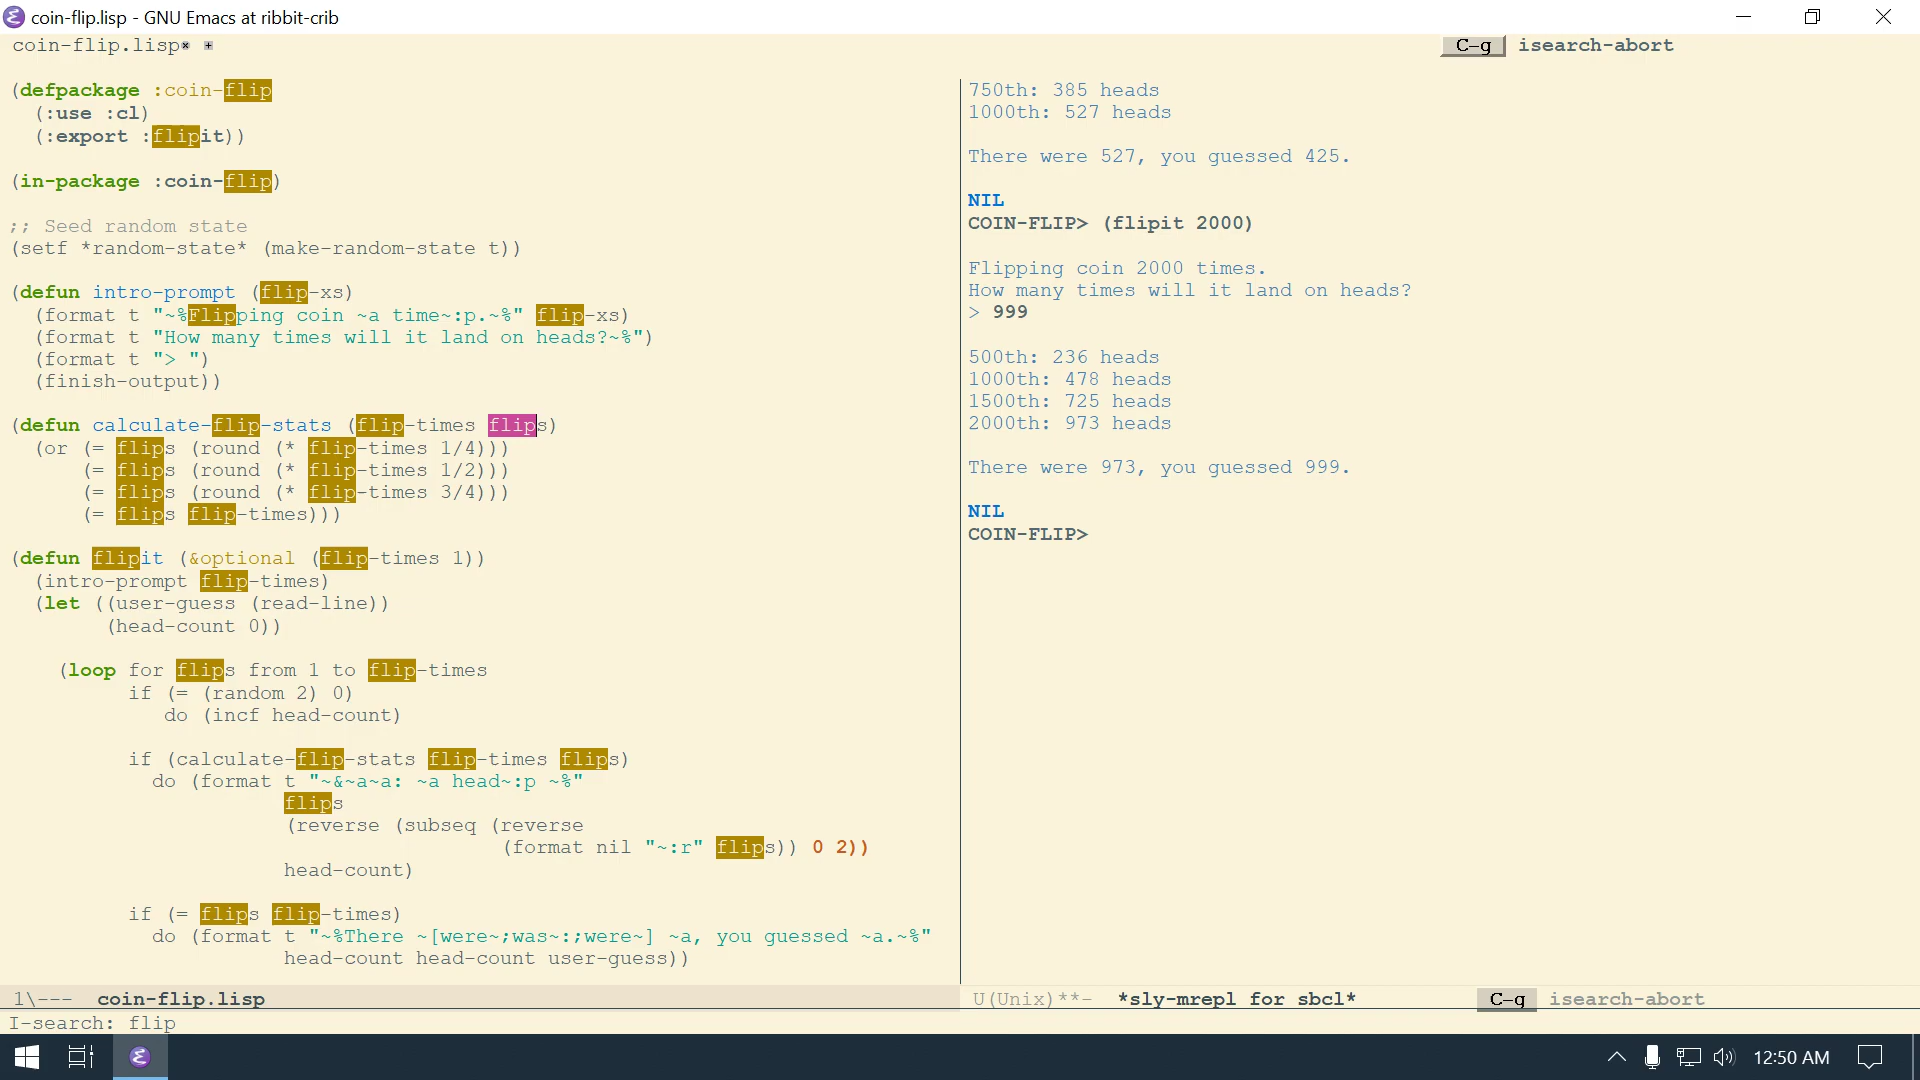 coin-flip.lisp - GNU Emacs at ribbit-crib
coin-flip.lisp
C-g isearch-abort
(defpackage :coin-flip
(:use :cl)
(:export :flipit))
(in-package :coin-flip)
;; Seed random state
(setf *random-state* (make-random-state t))
(defun intro-prompt (flip-xs)
(format t "~%Flipping coin ~a time~:p.~%" flip-xs)
(format t "How many times will it land on heads?~%")
(format t "> ")
(finish-output))
(defun calculate-flip-stats (flip-times flips)
(or (= flips (round (* flip-times 1/4)))
(= flips (round (* flip-times 1/2)))
(= flips (round (* flip-times 3/4)))
(= flips flip-times)))
(defun flipit (&optional (flip-times 1))
(intro-prompt flip-times)
(let ((user-guess (read-line))
(head-count 0))
(loop for flips from 1 to flip-times
if (= (random 2) 0)
do (incf head-count)
if (calculate-flip-stats flip-times flips)
do (format t "~&~a~a: ~a head~:p ~%"
flips
(reverse (subseq (reverse
(format nil "~:r" flips)) 0 2))
head-count)
if (= flips flip-times)
do (format t "~%There ~[were~;was~:;were~] ~a, you guessed ~a.~%"
head-count head-count user-guess))
1\--- coin-flip.lisp
750th: 385 heads
1000th: 527 heads
There were 527, you guessed 425.
NIL
COIN-FLIP> (flipit 2000)
Flipping coin 2000 times.
How many times will it land on heads?
> 999
500th: 236 heads
1000th: 478 heads
1500th: 725 heads
2000th: 973 heads
There were 973, you guessed 999.
NIL
COIN-FLIP>
U(Unix)**- *sly-mrepl for sbcl* C-g isearch-abort
I-search: flip
12:50 AM